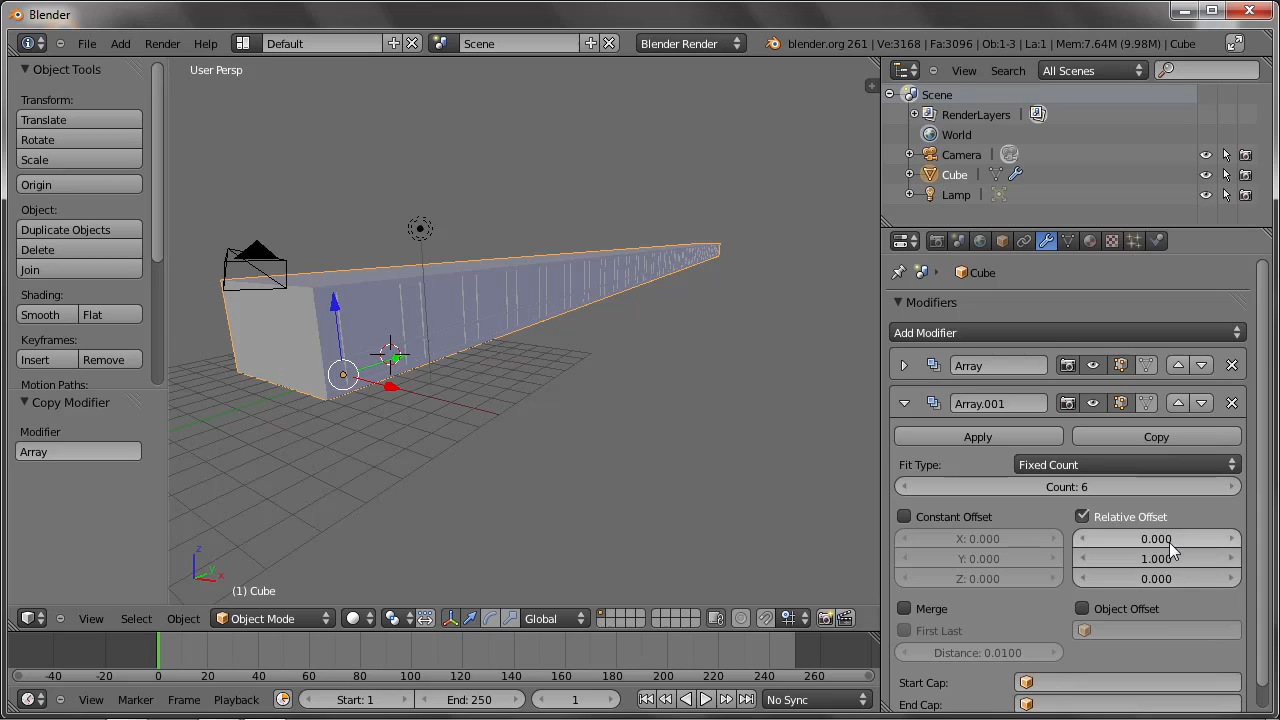 Blender
File Add Render Help Default Scene Blender Render blender.org 261 | Ve:3168 | Fa:3096 | Ob:1-3 | La:1 | Mem:7.64M (9.98M) | Cube
Object Tools
Transform:
Translate
Rotate
Scale
Origin
Object:
Duplicate Objects
Delete
Join
Shading:
Smooth Flat
Keyframes:
Insert Remove
Motion Paths:
Copy Modifier
Modifier
Array
User Persp
z
y
x
(1) Cube
View Select Object Object Mode Global
-40 -20 0 20 40 60 80 100 120 140 160 180 200 220 240 260
View Marker Frame Playback Start: 1 End: 250 1 No Sync
View Search All Scenes
Scene
RenderLayers |
World
Camera |
Cube |
Lamp |
Cube
Modifiers
Add Modifier
Array
Array.001
Apply Copy
Fit Type: Fixed Count
Count: 6
Constant Offset Relative Offset
X: 0.000 0.000
Y: 0.000 1.000
Z: 0.000 0.000
Merge Object Offset
First Last
Distance: 0.0100
Start Cap:
End Cap: